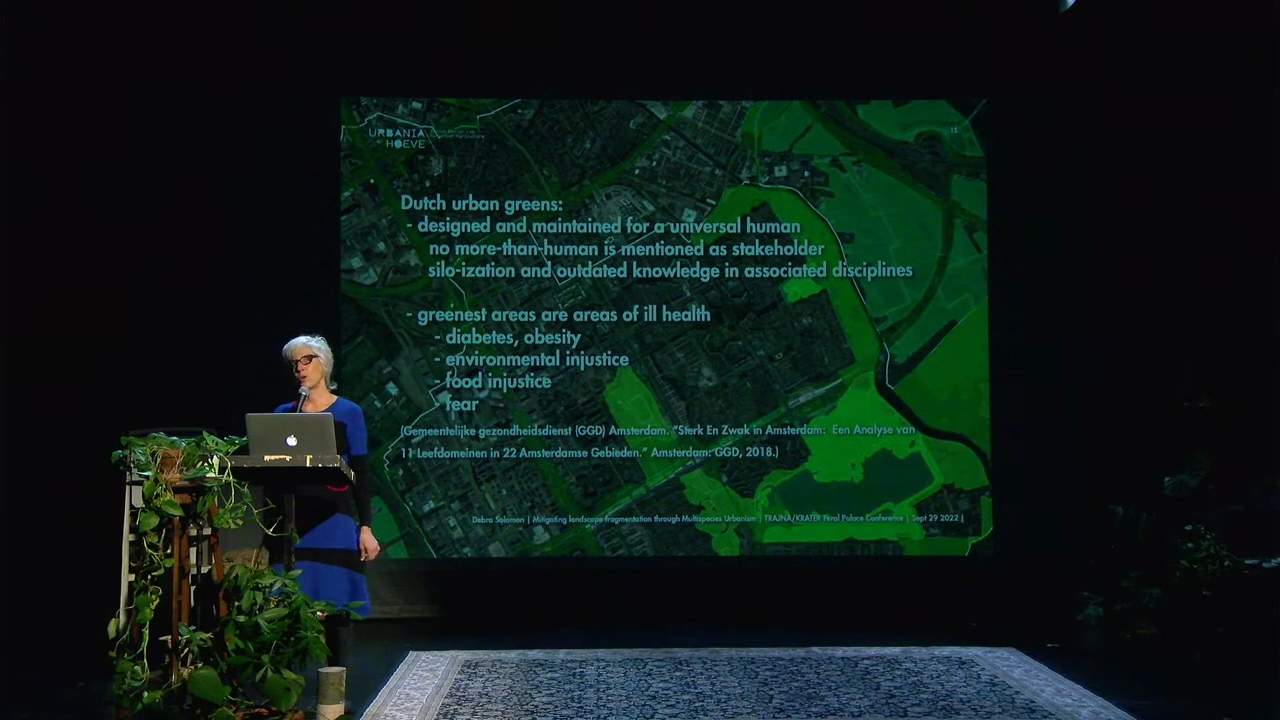 URBANIA
HOEVE
15
Dutch urban greens:
- designed and maintained for a universal human
no more-than-human is mentioned as stakeholder
silo-ization and outdated knowledge in associated disciplines
- greenest areas are areas of ill health
- diabetes, obesity
- environmental injustice
- food injustice
- fear
(Gemeentelijke gezondheidsdienst (GGD) Amsterdam. "Sterk En Zwak in Amsterdam: Een Analyse van
11 Leefdomeinen in 22 Amsterdamse Gebieden." Amsterdam: GGD, 2018.)
Debra Solomon | Mitigating landscape fragmentation through Multispecies Urbanism | TRAJNA/KRATER Feral Palace Conference | Sept 29 2022 |